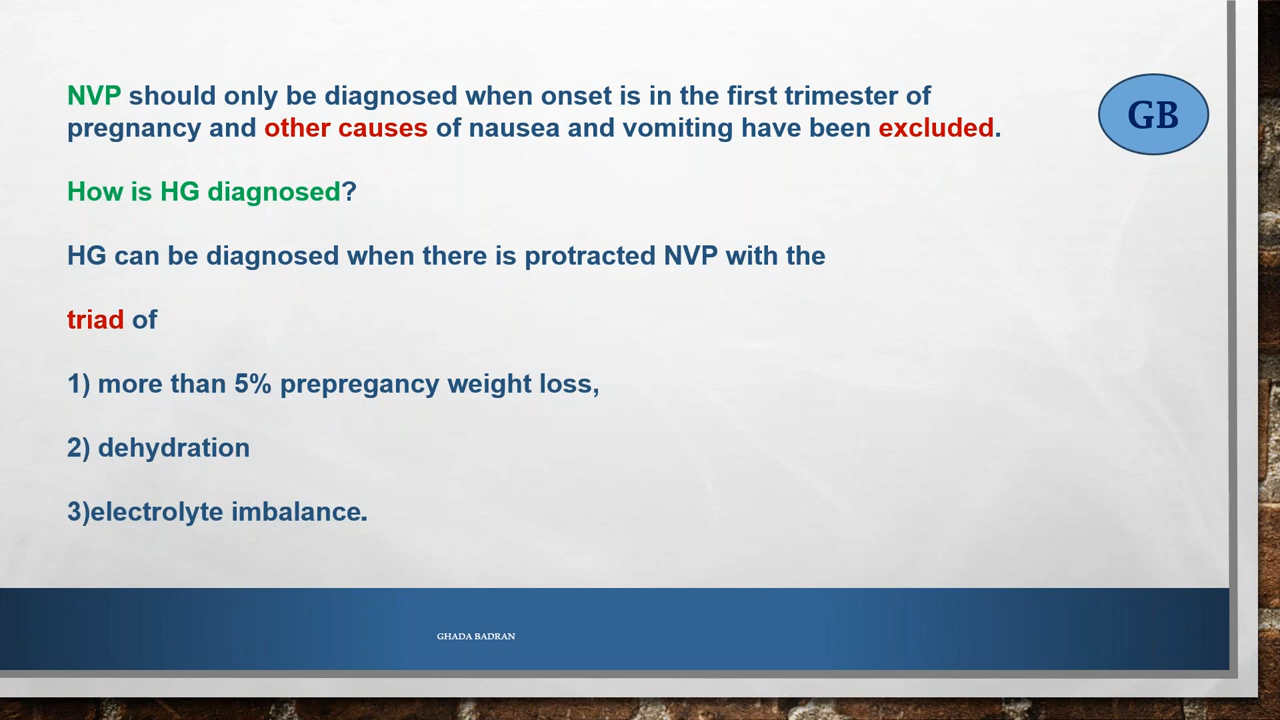 NVP should only be diagnosed when onset is in the first trimester of
pregnancy and other causes of nausea and vomiting have been excluded.
GB
How is HG diagnosed?
HG can be diagnosed when there is protracted NVP with the
triad of
1) more than 5% prepregancy weight loss,
2) dehydration
3)electrolyte imbalance.
GHADA BADRAN